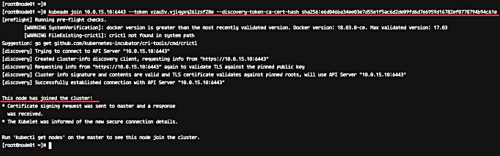 [root@node01 ~]#
[root@node01 ~]# kubeadm join 10.0.15.10:6443 --token vzau5v.vjiqyxq26lzsf28e --discovery-token-ca-cert-hash
[preflight] Running pre-flight checks.
[WARNING SystemVerification]: docker version is greater than the most recently validated version. Docker version: 18.03.0-ce. Max validated version: 17.03
[WARNING FileExisting-crictl]: crictl not found in system path
Suggestion: go get github.com/kubernetes-incubator/cri-tools/cmd/crictl
[discovery] Trying to connect to API Server "10.0.15.10:6443"
[discovery] Created cluster-info discovery client, requesting info from "https://10.0.15.10:6443"
[discovery] Requesting info from "https://10.0.15.10:6443" again to validate TLS against the pinned public key
[discovery] Cluster info signature and contents are valid and TLS certificate validates against pinned roots, will use API Server "10.0.15.10:6443"
[discovery] Successfully established connection with API Server "10.0.15.10:6443"
This node has joined the cluster:
* Certificate signing request was sent to master and a response
was received.
* The Kubelet was informed of the new secure connection details.
Run 'kubectl get nodes' on the master to see this node join the cluster.
[root@node01 ~]#